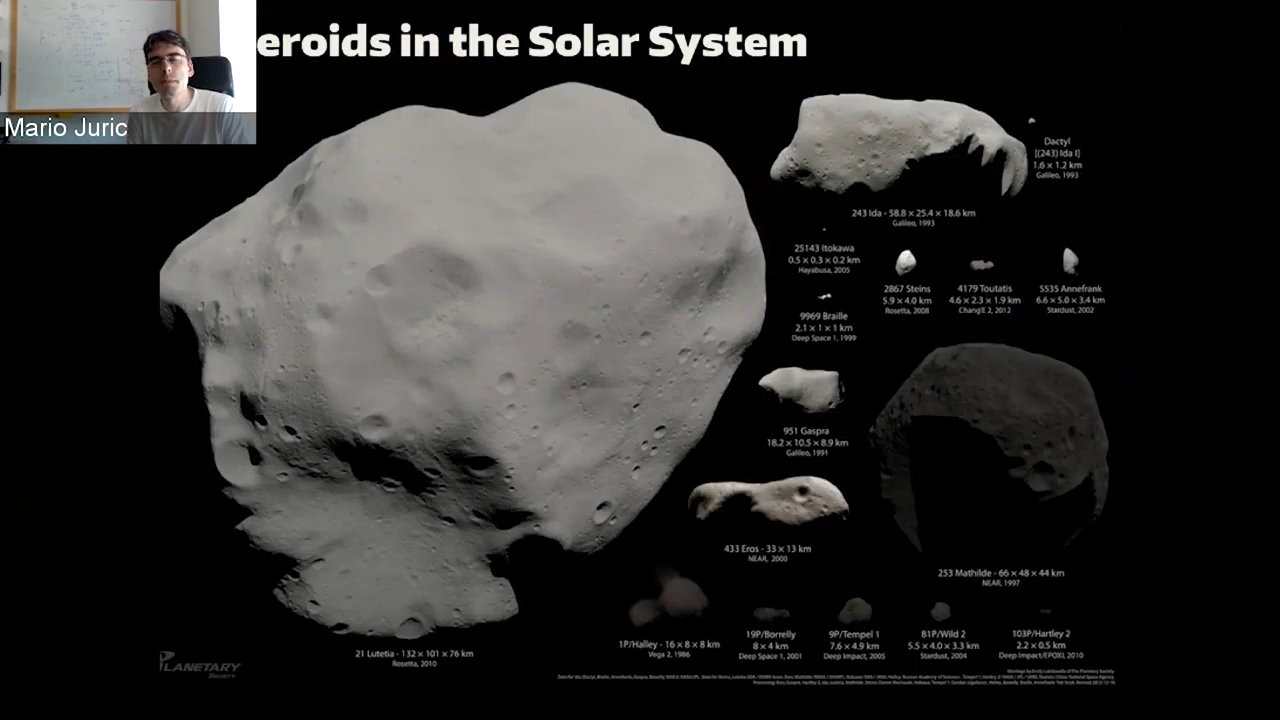 eroids in the Solar System
Mario Juric
Dactyl
[(243) Ida I]
1.6 × 1.2 km
Galileo, 1993
243 Ida - 58.8 × 25.4 × 18.6 km
Galileo, 1993
25143 Itokawa
0.5 × 0.3 × 0.2 km
Hayabusa, 2005
2867 Steins
5.9 × 4.0 km
Rosetta, 2008
4179 Toutatis
4.6 × 2.3 × 1.9 km
Chang'E 2, 2012
5535 Annefrank
6.6 × 5.0 × 3.4 km
Stardust, 2002
9969 Braille
2.1 × 1 × 1 km
Deep Space 1, 1999
951 Gaspra
18.2 × 10.5 × 8.9 km
Galileo, 1991
433 Eros - 33 × 13 km
NEAR, 2000
253 Mathilde - 66 × 48 × 44 km
NEAR, 1997
21 Lutetia - 132 × 101 × 76 km
Rosetta, 2010
1P/Halley - 16 × 8 × 8 km
Vega 2, 1986
19P/Borrelly
8 × 4 km
Deep Space 1, 2001
9P/Tempel 1
7.6 × 4.9 km
Deep Impact, 2005
81P/Wild 2
5.5 × 4.0 × 3.3 km
Stardust, 2004
103P/Hartley 2
2.2 × 0.5 km
Deep Impact/EPOXI, 2010
PLANETARY
SOCIETY